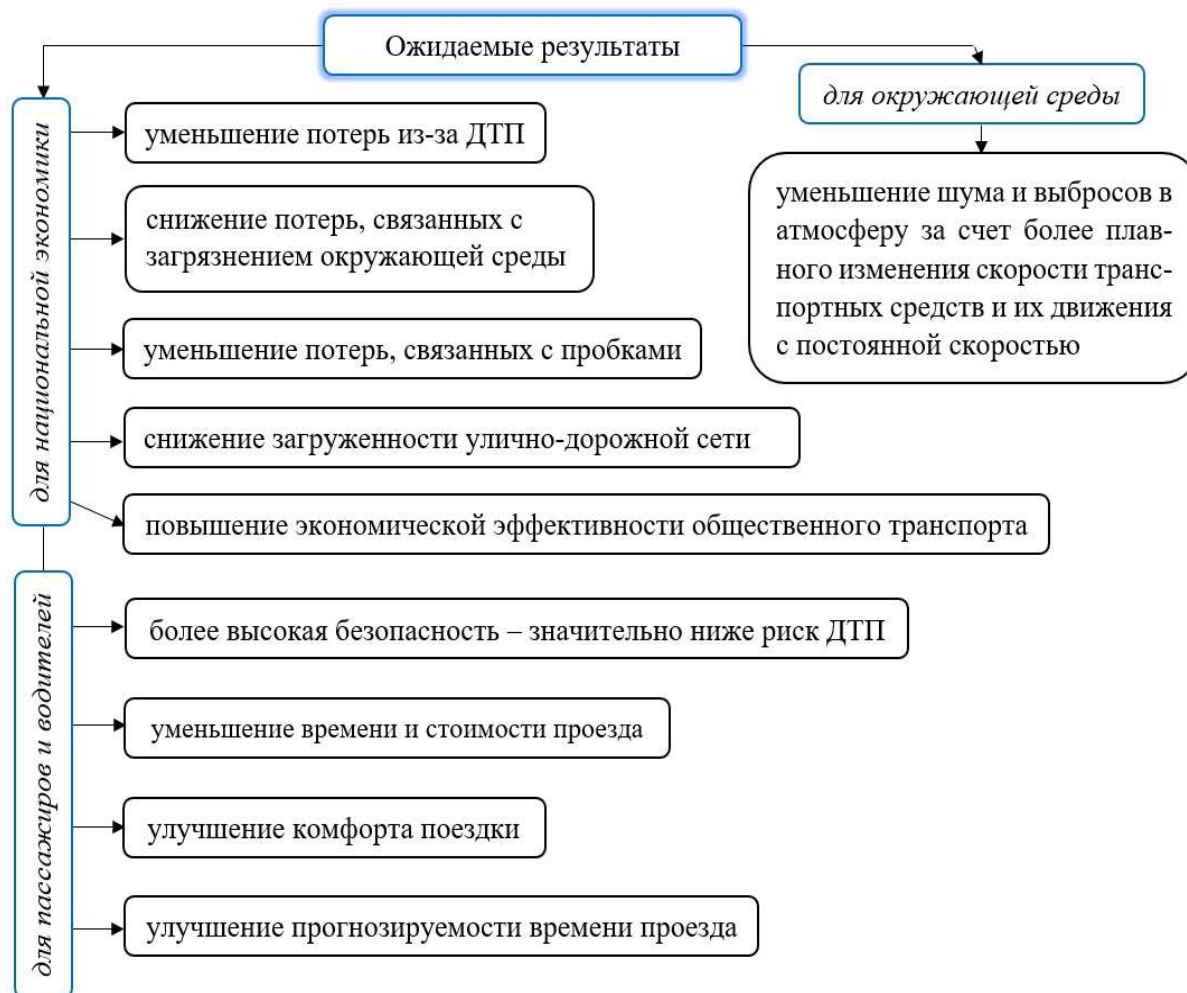 Ожидаемые результаты
для национальной экономики
уменьшение потерь из-за ДТП
снижение потерь, связанных с
загрязнением окружающей среды
уменьшение потерь, связанных с пробками
снижение загруженности улично-дорожной сети
повышение экономической эффективности общественного транспорта
для пассажиров и водителей
более высокая безопасность – значительно ниже риск ДТП
уменьшение времени и стоимости проезда
улучшение комфорта поездки
улучшение прогнозируемости времени проезда
для окружающей среды
уменьшение шума и выбросов в
атмосферу за счет более плав-
ного изменения скорости транс-
портных средств и их движения
с постоянной скоростью